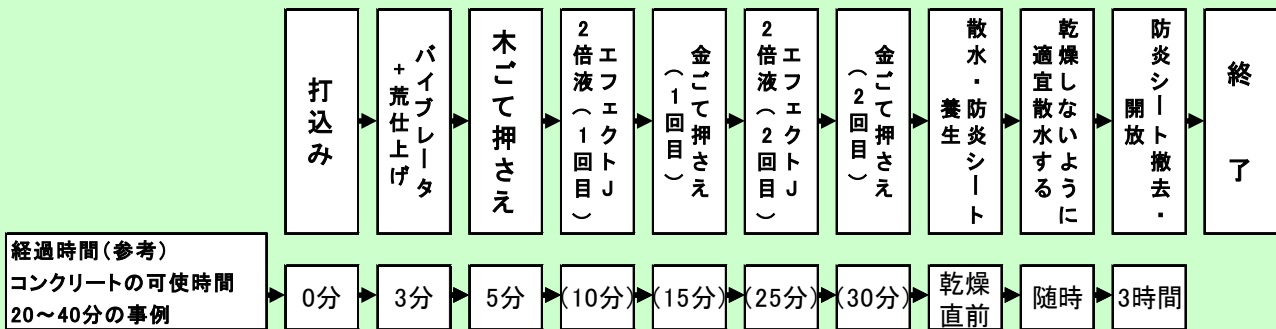 打込み
バイブレータ
+荒仕上げ
木ごて押さえ
エフェクトJ
2倍液(1回目)
金ごて押さえ
(1回目)
エフェクトJ
2倍液(2回目)
金ごて押さえ
(2回目)
散水・防炎シート
養生
乾燥しないように
適宜散水する
防炎シート撤去・
開放
終了
経過時間(参考)
コンクリートの可使時間
20～40分の事例
0分
3分
5分
(10分)
(15分)
(25分)
(30分)
乾燥
直前
随時
3時間